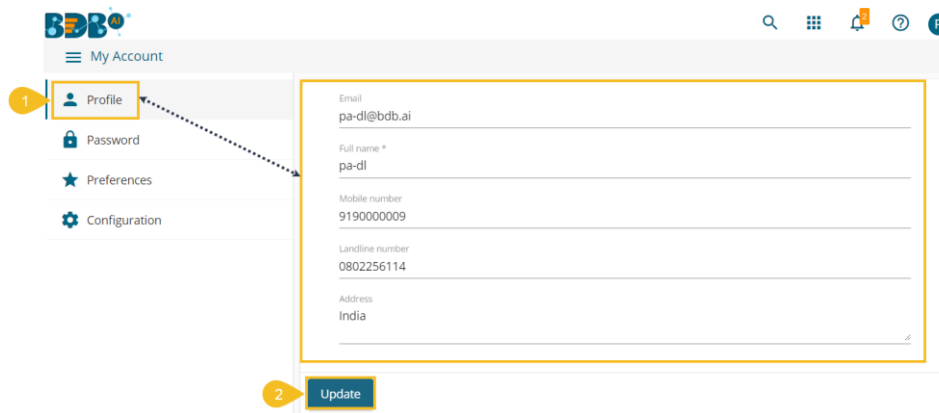 BDB AI
2
My Account
1
Profile
Password
Preferences
Configuration
Email
pa-dl@bdb.ai
Full name *
pa-dl
Mobile number
9190000009
Landline number
0802256114
Address
India
2
Update